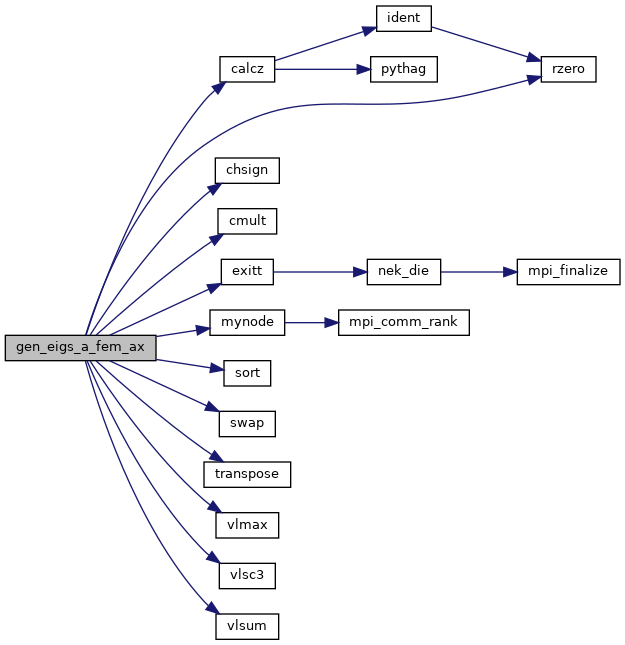 ident
calcz
pythag
rzero
chsign
cmult
exitt
nek_die
mpi_finalize
mynode
mpi_comm_rank
gen_eigs_a_fem_ax
sort
swap
transpose
vlmax
vlsc3
vlsum